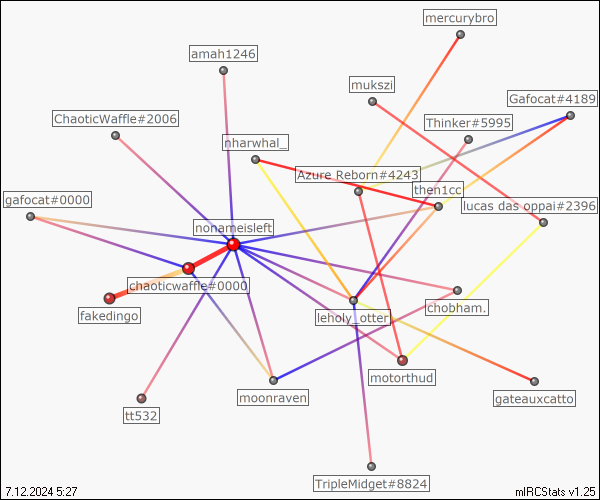 mercurybro
amah1246
mukszi
Gafocat#4189
ChaoticWaffle#2006
Thinker#5995
nharwhal_
Azure Reborn#4243
then1cc
gafocat#0000
lucas das oppai#2396
nonameisleft
chaoticwaffle#0000
fakedingo
leholy_otter
chobham.
motorthud
moonraven
gateauxcatto
tt532
TripleMidget#8824
7.12.2024 5:27
mIRCStats v1.25